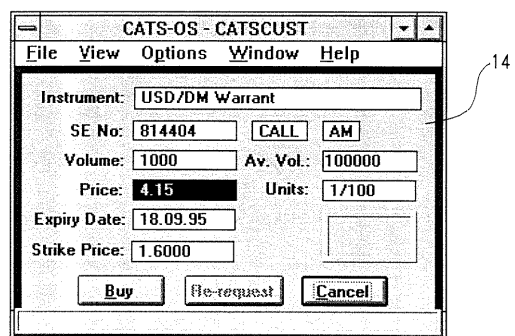 CATS-OS - CATSCUST
File View Options Window Help
14
Instrument: USD/DM Warrant
SE No: 814404 CALL AM
Volume: 1000 Av. Vol.: 100000
Price: 4.15 Units: 1/100
Expiry Date: 18.09.95
Strike Price: 1.6000
Buy Re-request Cancel